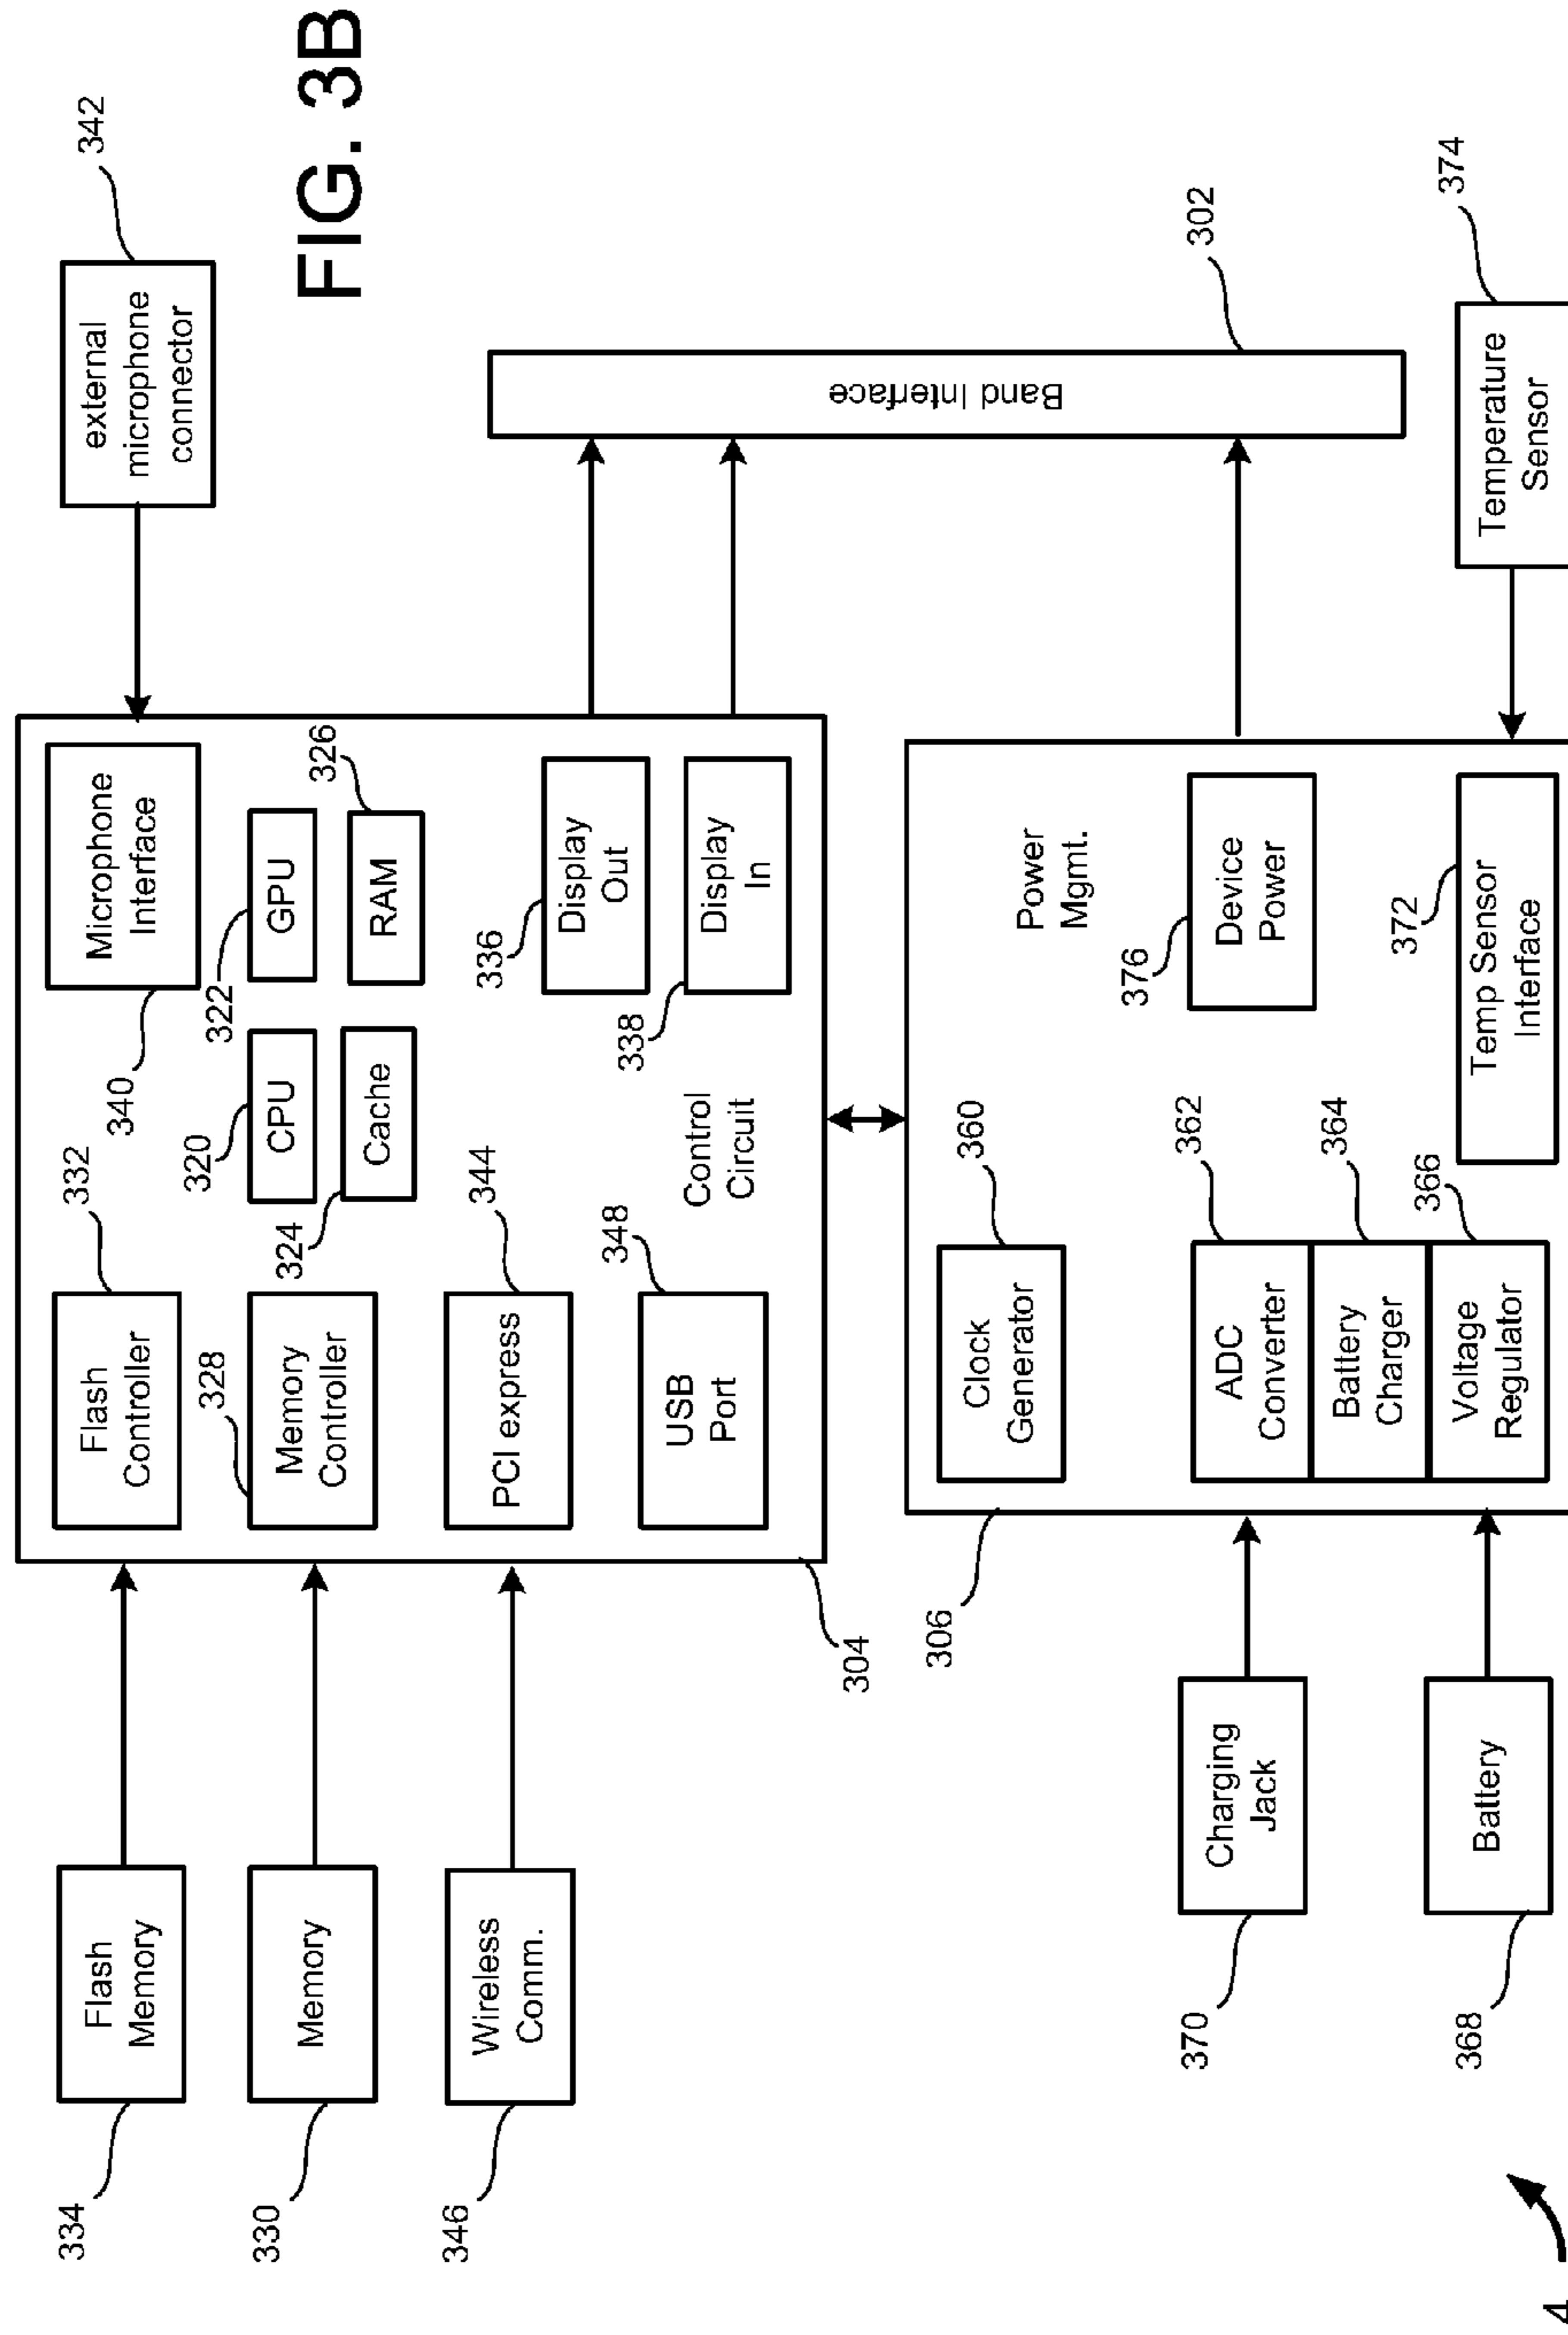 334
Flash
Memory
330
Memory
346
Wireless
Comm.
332
Flash
Controller
328
Memory
Controller
344
PCI express
348
USB
Port
340
Microphone
Interface
320
CPU
322
GPU
324
Cache
326
RAM
336
Display
Out
338
Display
In
Control
Circuit
304
342
external
microphone
connector
FIG. 3B
302
Band Interface
306
360
Clock
Generator
Power
Mgmt.
370
Charging
Jack
362
ADC
Converter
364
Battery
Charger
366
Voltage
Regulator
376
Device
Power
368
Battery
372
Temp Sensor
Interface
374
Temperature
Sensor
4